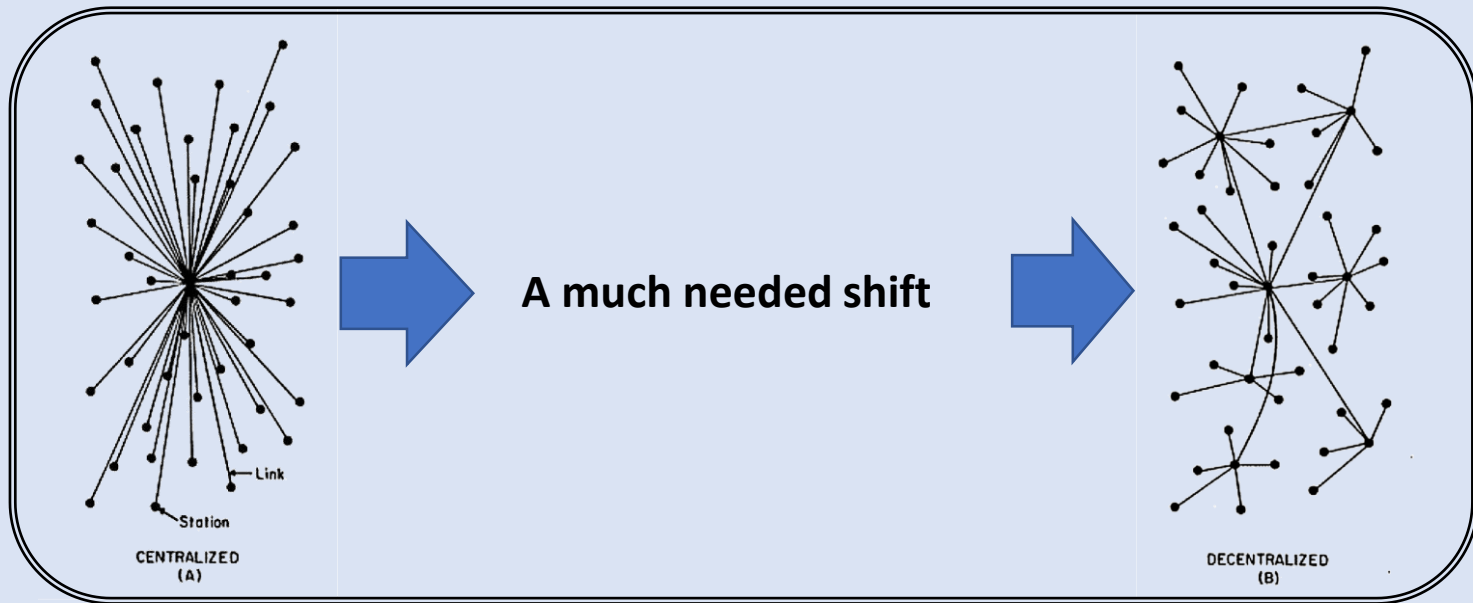 Link
Station
CENTRALIZED
(A)
A much needed shift
DECENTRALIZED
(B)